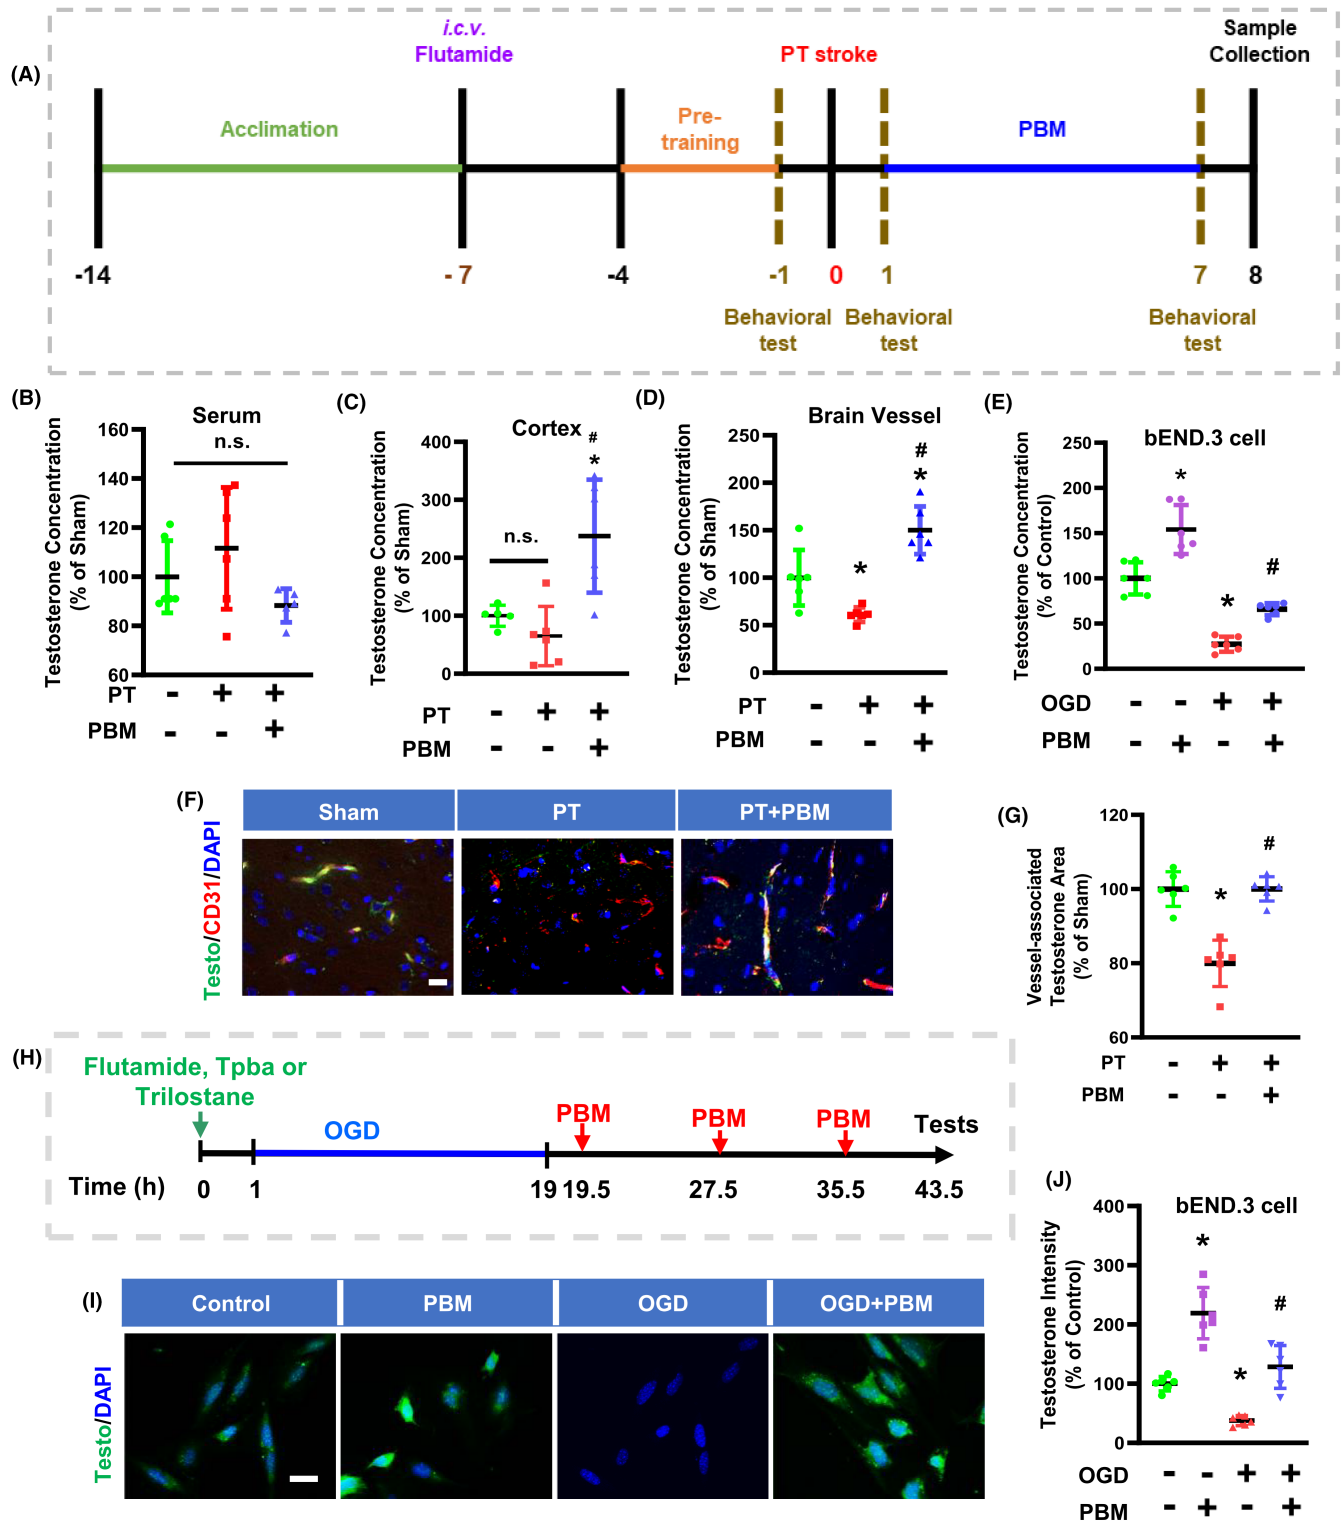 (A)
i.c.v.
Flutamide
PT stroke
Sample
Collection
Acclimation
Pre-
training
PBM
-14
- 7
-4
-1
0
1
7
8
Behavioral
test
Behavioral
test
Behavioral
test
(B)
Serum
n.s.
Testosterone Concentration
(% of Sham)
160
140
120
100
80
60
PT - + +
PBM - - +
(C)
Cortex
#
*
n.s.
Testosterone Concentration
(% of Sham)
400
300
200
100
0
PT - + +
PBM - - +
(D)
Brain Vessel
#
*
*
Testosterone Concentration
(% of Sham)
250
200
150
100
50
0
PT - + +
PBM - - +
(E)
bEND.3 cell
*
*
#
Testosterone Concentration
(% of Control)
250
200
150
100
50
0
OGD - - + +
PBM - + - +
(F)
Sham
PT
PT+PBM
Testo/CD31/DAPI
(G)
Vessel-associated
Testosterone Area
(% of Sham)
120
100
80
60
*
#
PT - + +
PBM - - +
(H)
Flutamide, Tpba or
Trilostane
OGD
PBM
PBM
PBM
Tests
Time (h) 0 1 19 19.5 27.5 35.5 43.5
(I)
Control
PBM
OGD
OGD+PBM
Testo/DAPI
(J)
bEND.3 cell
*
*
#
Testosterone Intensity
(% of Control)
400
300
200
100
0
OGD - - + +
PBM - + - +